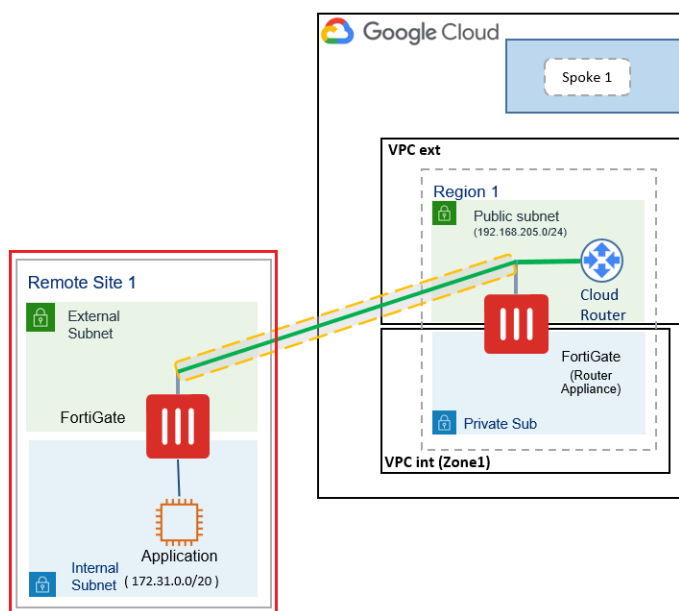 Google Cloud
Spoke 1
VPC ext
Region 1
Public subnet
(192.168.205.0/24)
Cloud
Router
FortiGate
(Router
Appliance)
Private Sub
VPC int (Zone1)
Remote Site 1
External
Subnet
FortiGate
Application
Internal
Subnet
( 172.31.0.0/20 )